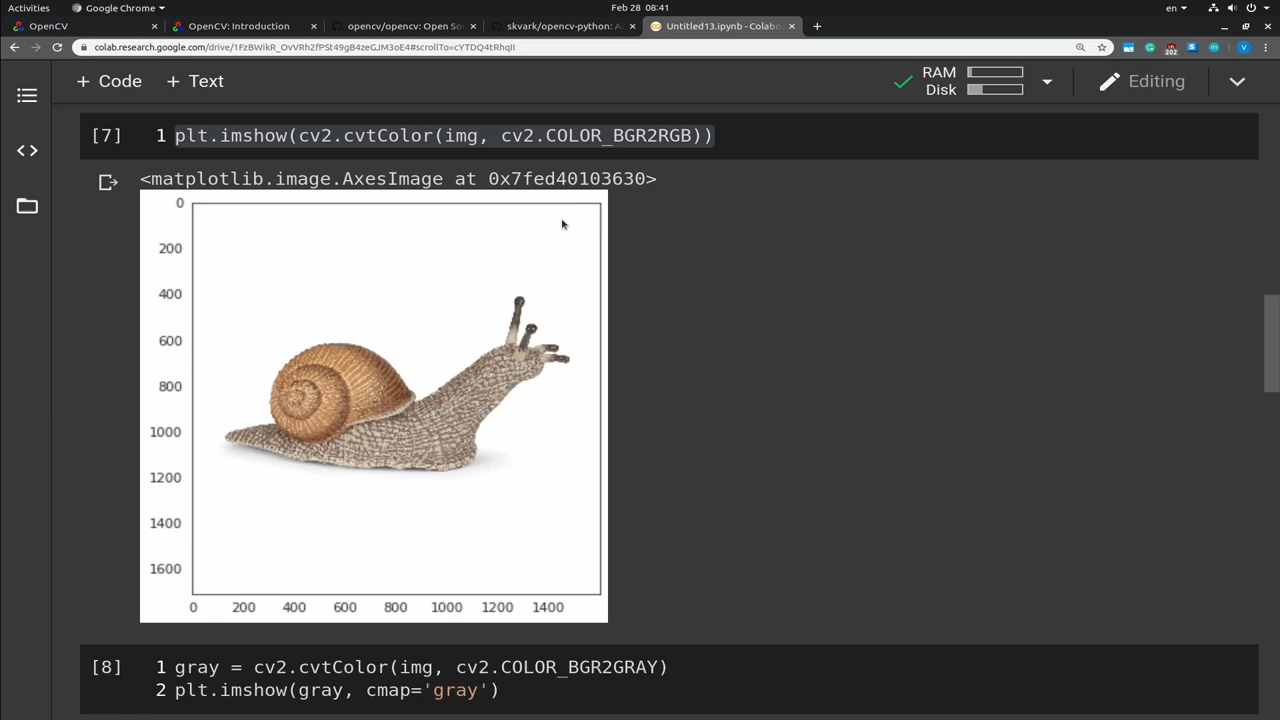 Activities Google Chrome Feb 28 08:41 en
OpenCV OpenCV: Introduction opencv/opencv: Open So skvark/opencv-python: A Untitled13.ipynb - Colabo
colab.research.google.com/drive/1FzBWikR_OvVRh2fPSt49gB4zeGJM3oE4#scrollTo=cYTDQ4tRhqII 202 V
+ Code + Text RAM Disk Editing
[7] 1 plt.imshow(cv2.cvtColor(img, cv2.COLOR_BGR2RGB))
<matplotlib.image.AxesImage at 0x7fed40103630>
0
200
400
600
800
1000
1200
1400
1600
0 200 400 600 800 1000 1200 1400
[8] 1 gray = cv2.cvtColor(img, cv2.COLOR_BGR2GRAY)
2 plt.imshow(gray, cmap='gray')